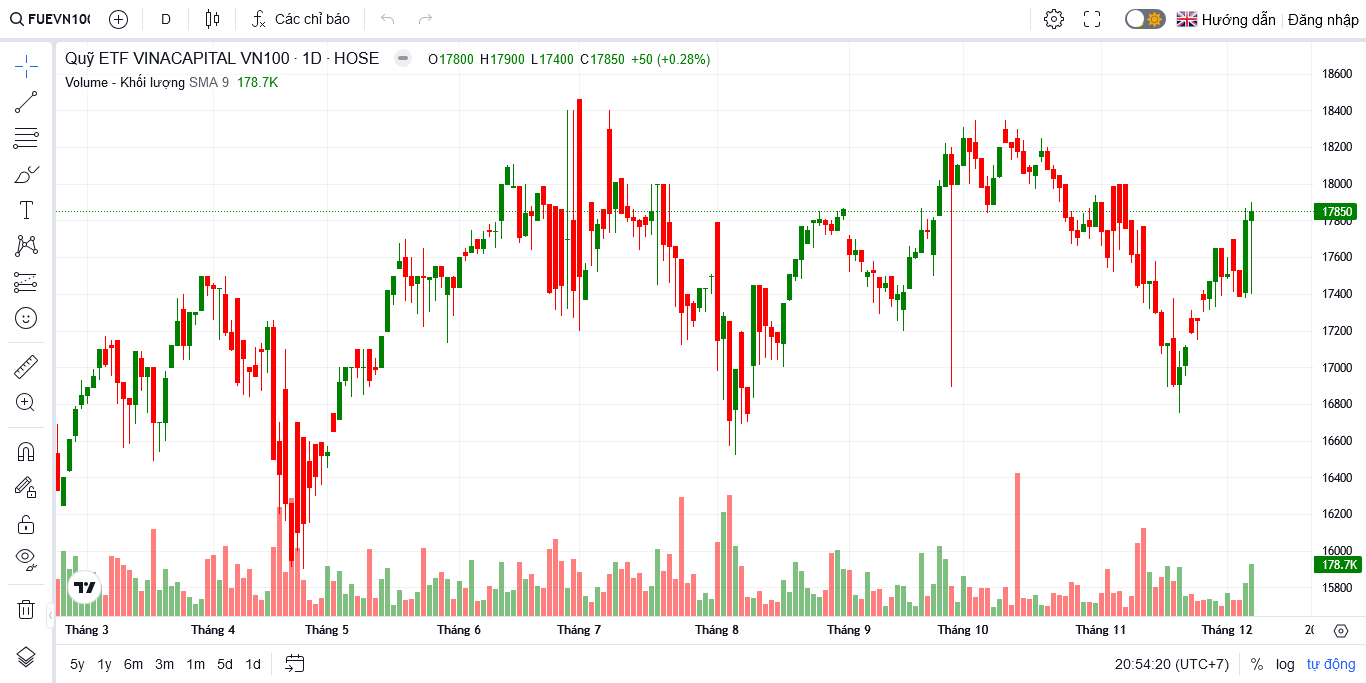 FUEVN100 D Các chỉ báo Hướng dẫn Đăng nhập
Quỹ ETF VINACAPITAL VN100 · 1D · HOSE O17800 H17900 L17400 C17850 +50 (+0.28%)
Volume - Khối lượng SMA 9 178.7K
18600
18400
18200
18000
17850
17800
17600
17400
17200
17000
16800
16600
16400
16200
16000
178.7K
15800
Tháng 3 Tháng 4 Tháng 5 Tháng 6 Tháng 7 Tháng 8 Tháng 9 Tháng 10 Tháng 11 Tháng 12
5y 1y 6m 3m 1m 5d 1d 20:54:20 (UTC+7) % log tự động